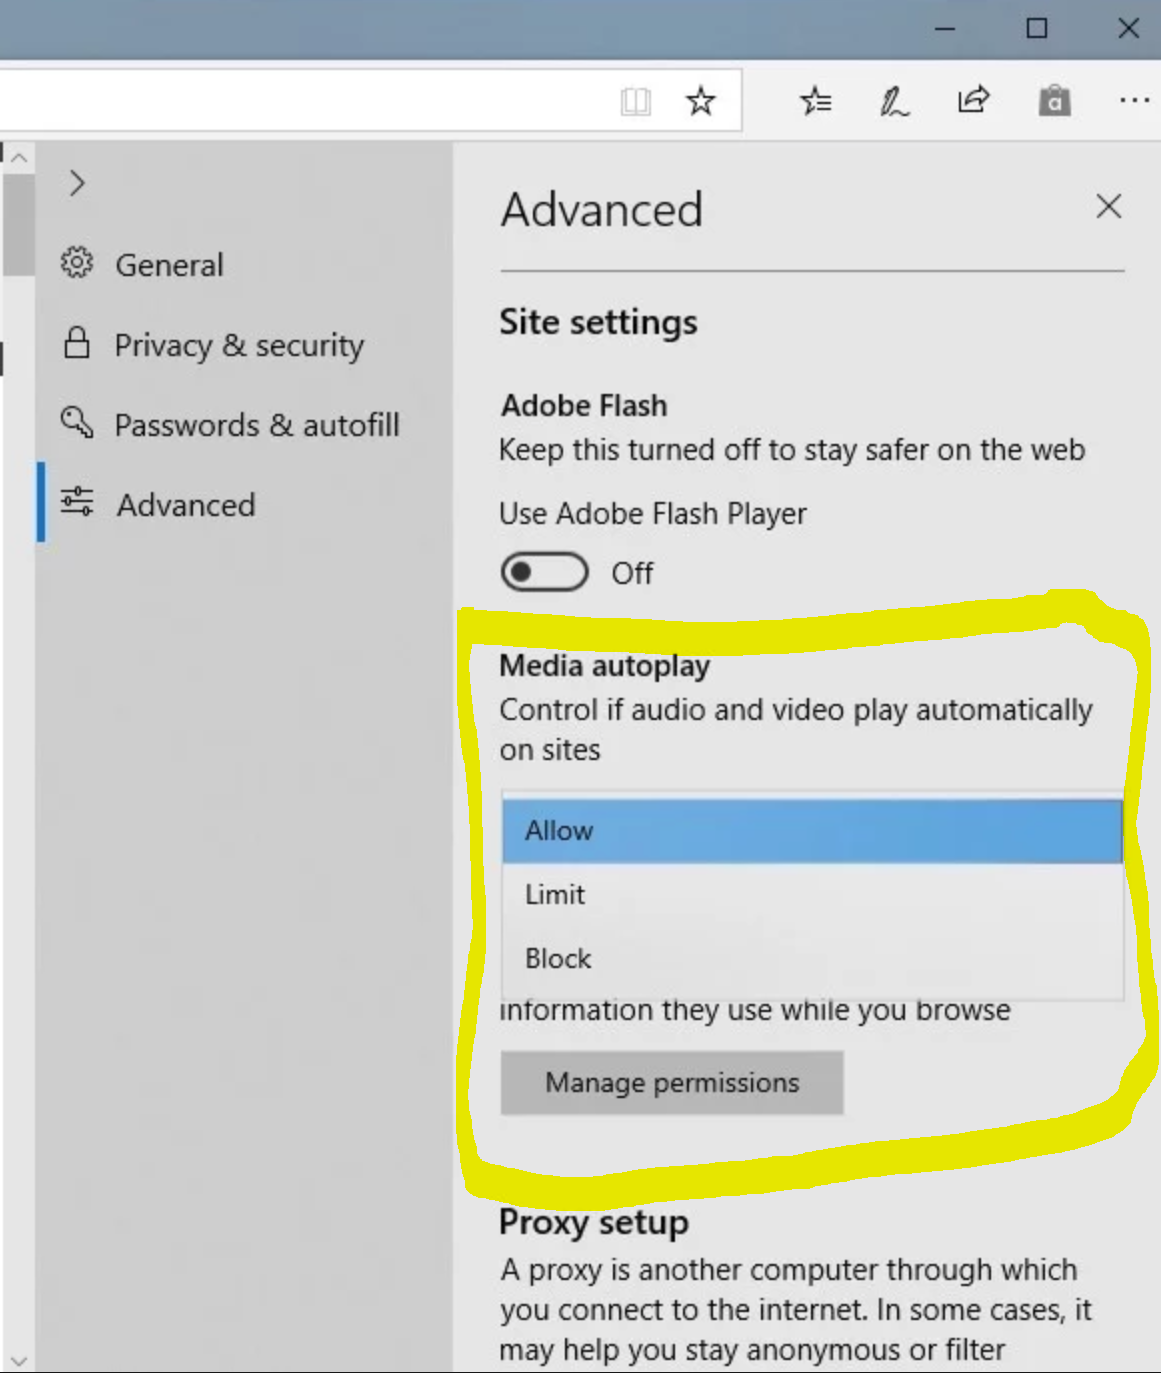 a
General
Privacy & security
Passwords & autofill
Advanced
Advanced
Site settings
Adobe Flash
Keep this turned off to stay safer on the web
Use Adobe Flash Player
Off
Media autoplay
Control if audio and video play automatically
on sites
Allow
Limit
Block
information they use while you browse
Manage permissions
Proxy setup
A proxy is another computer through which
you connect to the internet. In some cases, it
may help you stay anonymous or filter